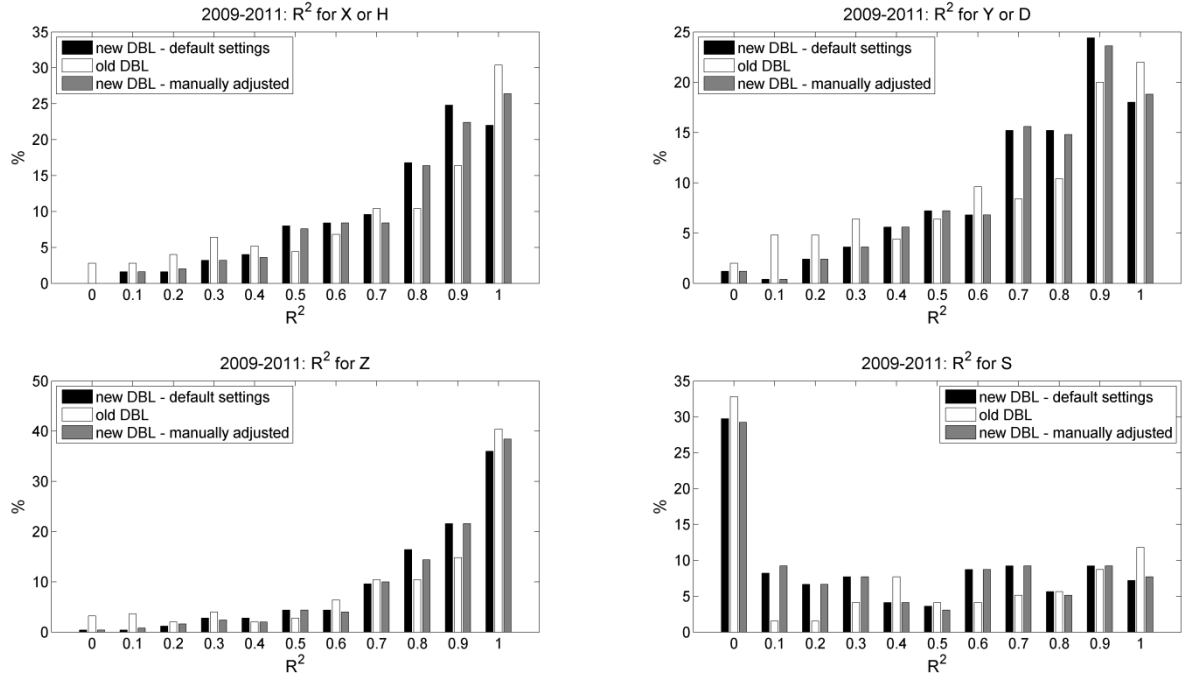 2009-2011: R² for X or H
35
30
25
20
15
10
5
0
%
new DBL - default settings
old DBL
new DBL - manually adjusted
0 0.1 0.2 0.3 0.4 0.5 0.6 0.7 0.8 0.9 1
R²
2009-2011: R² for Y or D
25
20
15
10
5
0
%
new DBL - default settings
old DBL
new DBL - manually adjusted
0 0.1 0.2 0.3 0.4 0.5 0.6 0.7 0.8 0.9 1
R²
2009-2011: R² for Z
50
40
30
20
10
0
%
new DBL - default settings
old DBL
new DBL - manually adjusted
0 0.1 0.2 0.3 0.4 0.5 0.6 0.7 0.8 0.9 1
R²
2009-2011: R² for S
35
30
25
20
15
10
5
0
%
new DBL - default settings
old DBL
new DBL - manually adjusted
0 0.1 0.2 0.3 0.4 0.5 0.6 0.7 0.8 0.9 1
R²